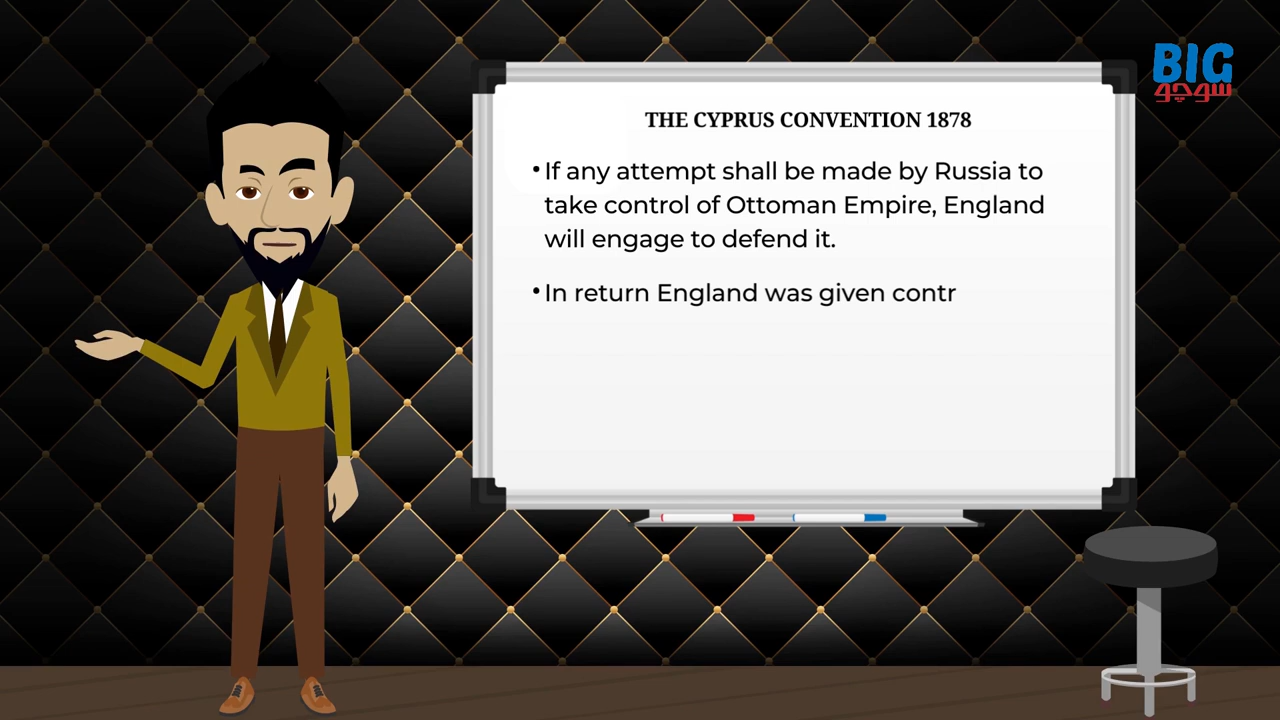 BIG
سوچو
THE CYPRUS CONVENTION 1878
• If any attempt shall be made by Russia to
take control of Ottoman Empire, England
will engage to defend it.
• In return England was given contr